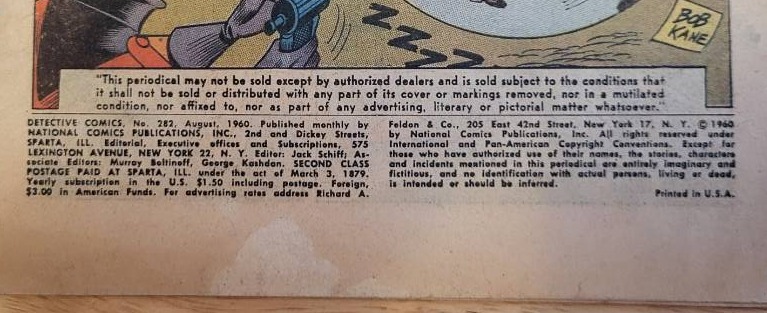 ZZZZZ
BOB
KANE
"This periodical may not be sold except by authorized dealers and is sold subject to the conditions that
it shall not be sold or distributed with any part of its cover or markings removed, nor in a mutilated
condition, nor affixed to, nor as part of any advertising, literary or pictorial matter whatsoever."
DETECTIVE COMICS, No. 282, August, 1960. Published monthly by
NATIONAL COMICS PUBLICATIONS, INC., 2nd and Dickey Streets,
SPARTA, ILL. Editorial, Executive offices and Subscriptions, 575
LEXINGTON AVENUE, NEW YORK 22, N. Y. Editor: Jack Schiff; As-
sociate Editors: Murray Boltinoff, George Kashdan. SECOND CLASS
POSTAGE PAID AT SPARTA, ILL. under the act of March 3, 1879.
Yearly subscription in the U.S. $1.50 including postage. Foreign,
$3.00 in American Funds. For advertising rates address Richard A.
Feldon & Co., 205 East 42nd Street, New York 17, N. Y. © 1960
by National Comics Publications, Inc. All rights reserved under
International and Pan-American Copyright Conventions. Except for
those who have authorized use of their names, the stories, characters
and incidents mentioned in this periodical are entirely imaginary and
fictitious, and no identification with actual persons, living or dead,
is intended or should be inferred.
Printed in U.S.A.